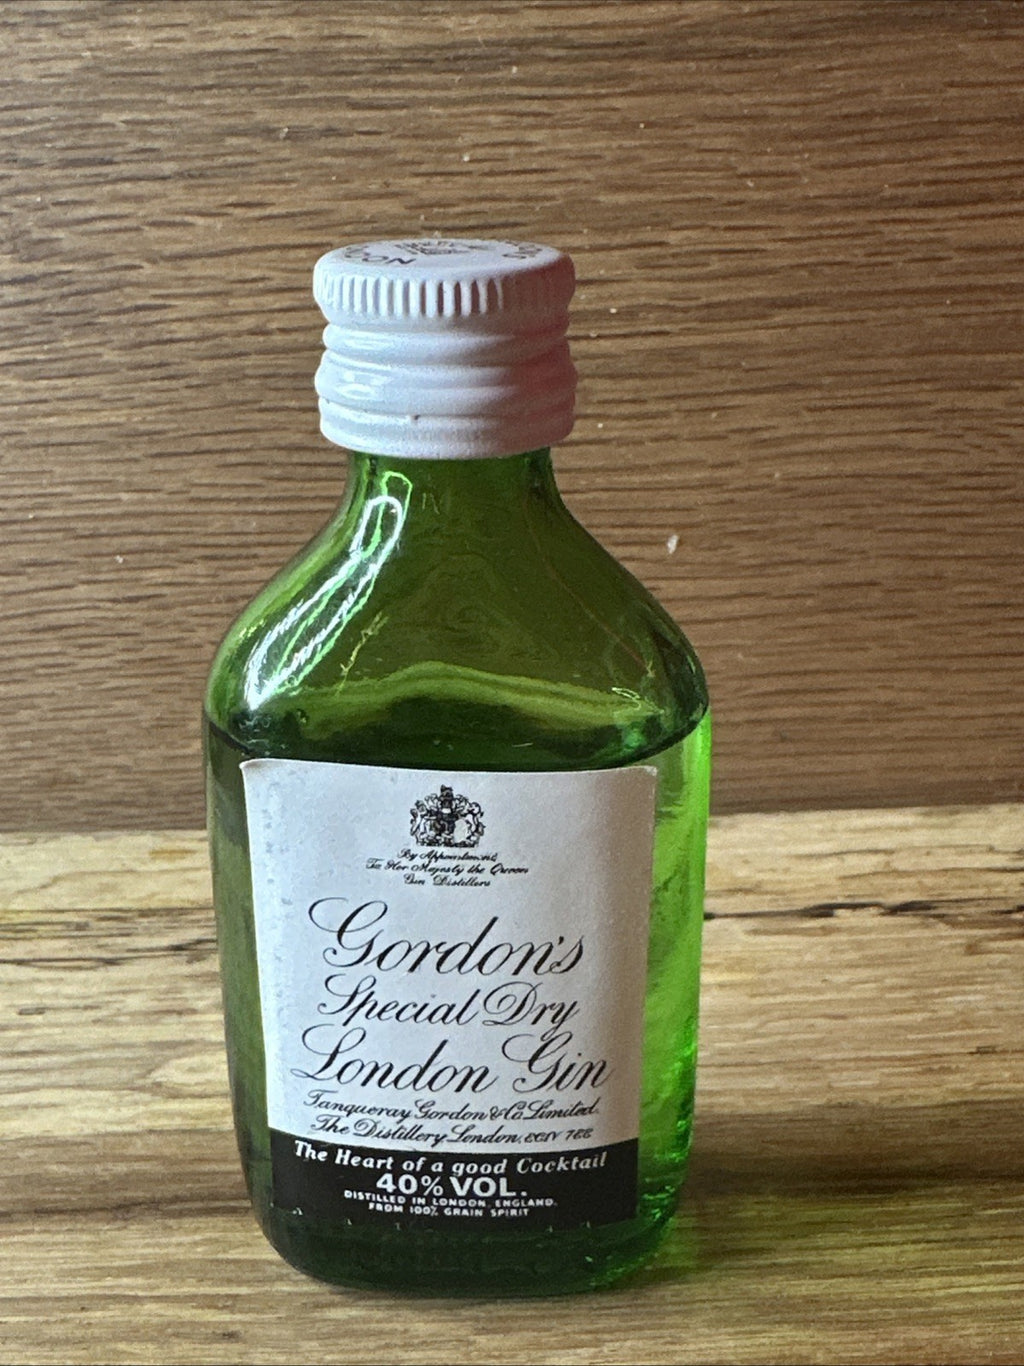 LONDON
By Appointment
To Her Majesty the Queen
Gin Distillers
Gordon's
Special Dry
London Gin
Tanqueray Gordon & Co Limited.
The Distillery London. EC1V 7EE
The Heart of a good Cocktail
40% VOL.
DISTILLED IN LONDON, ENGLAND.
FROM 100% GRAIN SPIRIT